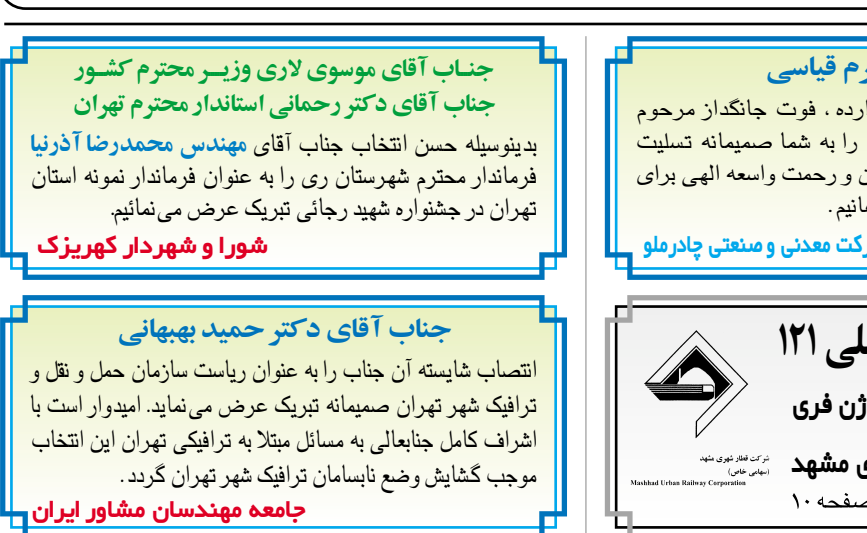 رم قیاسی
ارده ، فوت جانگداز مرحوم
را به شما صمیمانه تسلیت
ن و رحمت واسعه الهی برای
مانیم .
رکت معدنی و صنعتی چادرملو
لی ۱۲۱
ژن فری
ی مشهد
صفحه ۱۰
شرکت قطار شهری مشهد
(سهامی خاص)
Mashhad Urban Railway Corporation
جنـاب آقای موسوی لاری وزیـر محترم کشـور
جناب آقای دکتر رحمانی استاندار محترم تهران
بدینوسیله حسن انتخاب جناب آقای مهندس محمدرضا آذرنیا
فرماندار محترم شهرستان ری را به عنوان فرماندار نمونه استان
تهران در جشنواره شهید رجائی تبریک عرض می‌نمائیم.
شورا و شهردار کهریزک
جناب آقای دکتر حمید بهبهانی
انتصاب شایسته آن جناب را به عنوان ریاست سازمان حمل و نقل و
ترافیک شهر تهران صمیمانه تبریک عرض می‌نماید. امیدوار است با
اشراف کامل جنابعالی به مسائل مبتلا به ترافیکی تهران این انتخاب
موجب گشایش وضع نابسامان ترافیک شهر تهران گردد .
جامعه مهندسان مشاور ایران